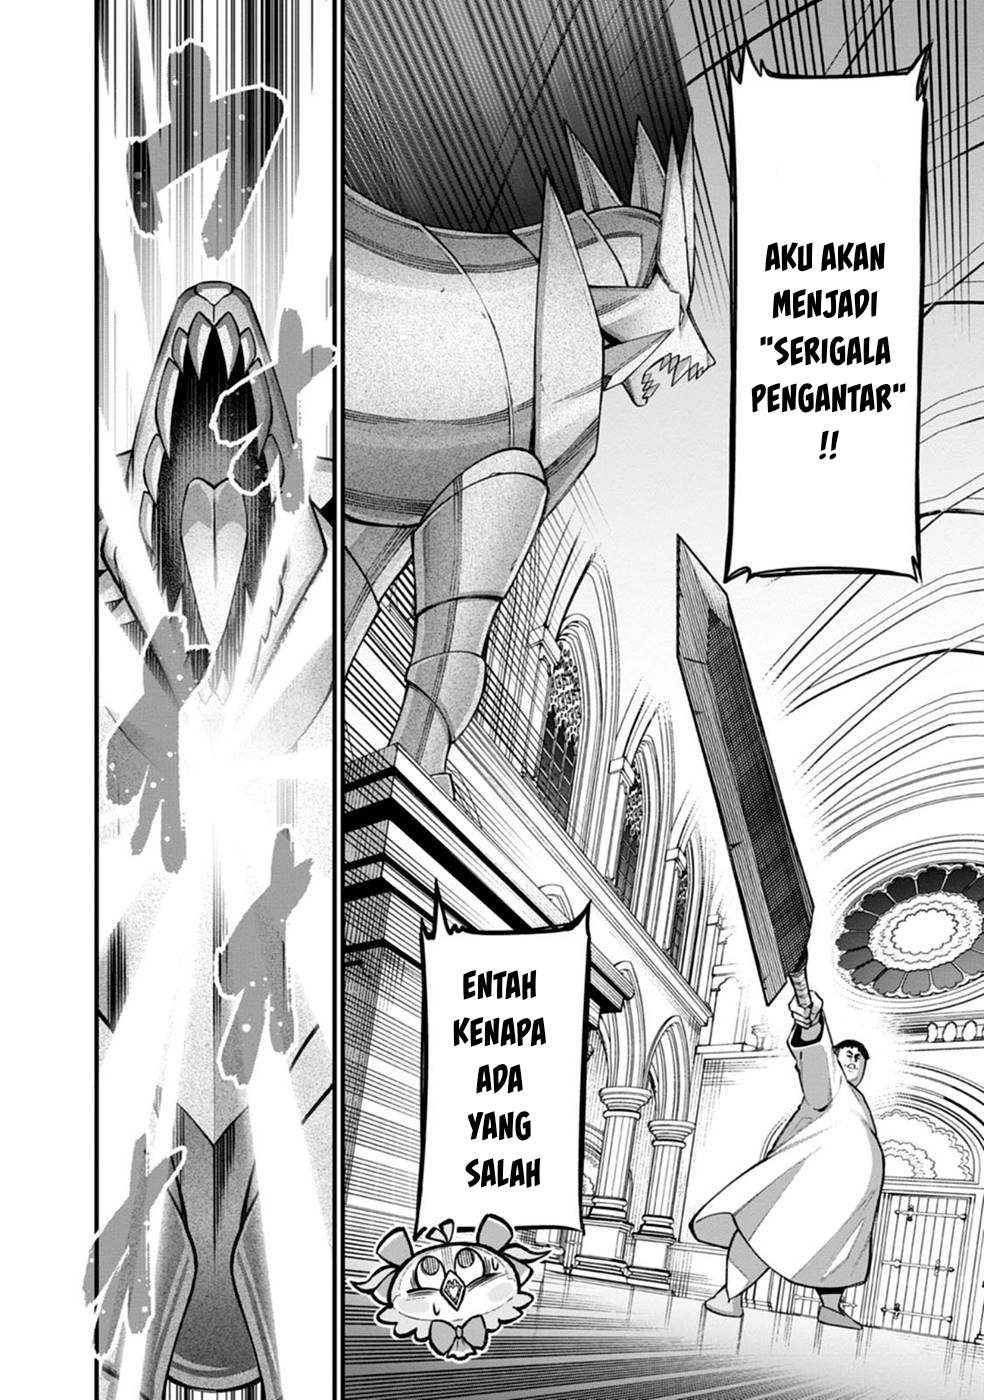 AKU AKAN
MENJADI
"SERIGALA
PENGANTAR"
!!
ENTAH
KENAPA
ADA
YANG
SALAH